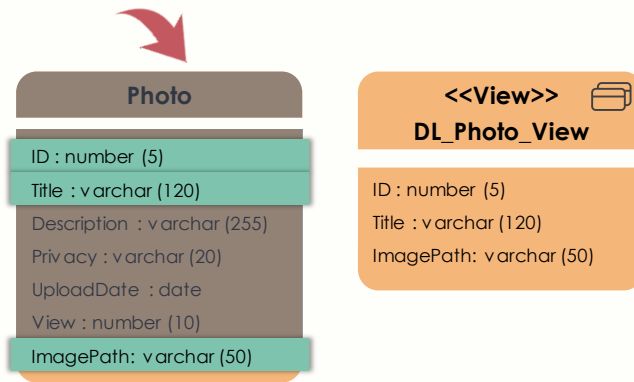 Photo
ID : number (5)
Title : varchar (120)
Description : varchar (255)
Privacy : varchar (20)
UploadDate : date
View : number (10)
ImagePath: varchar (50)
<<View>>
DL_Photo_View
ID : number (5)
Title : varchar (120)
ImagePath: varchar (50)